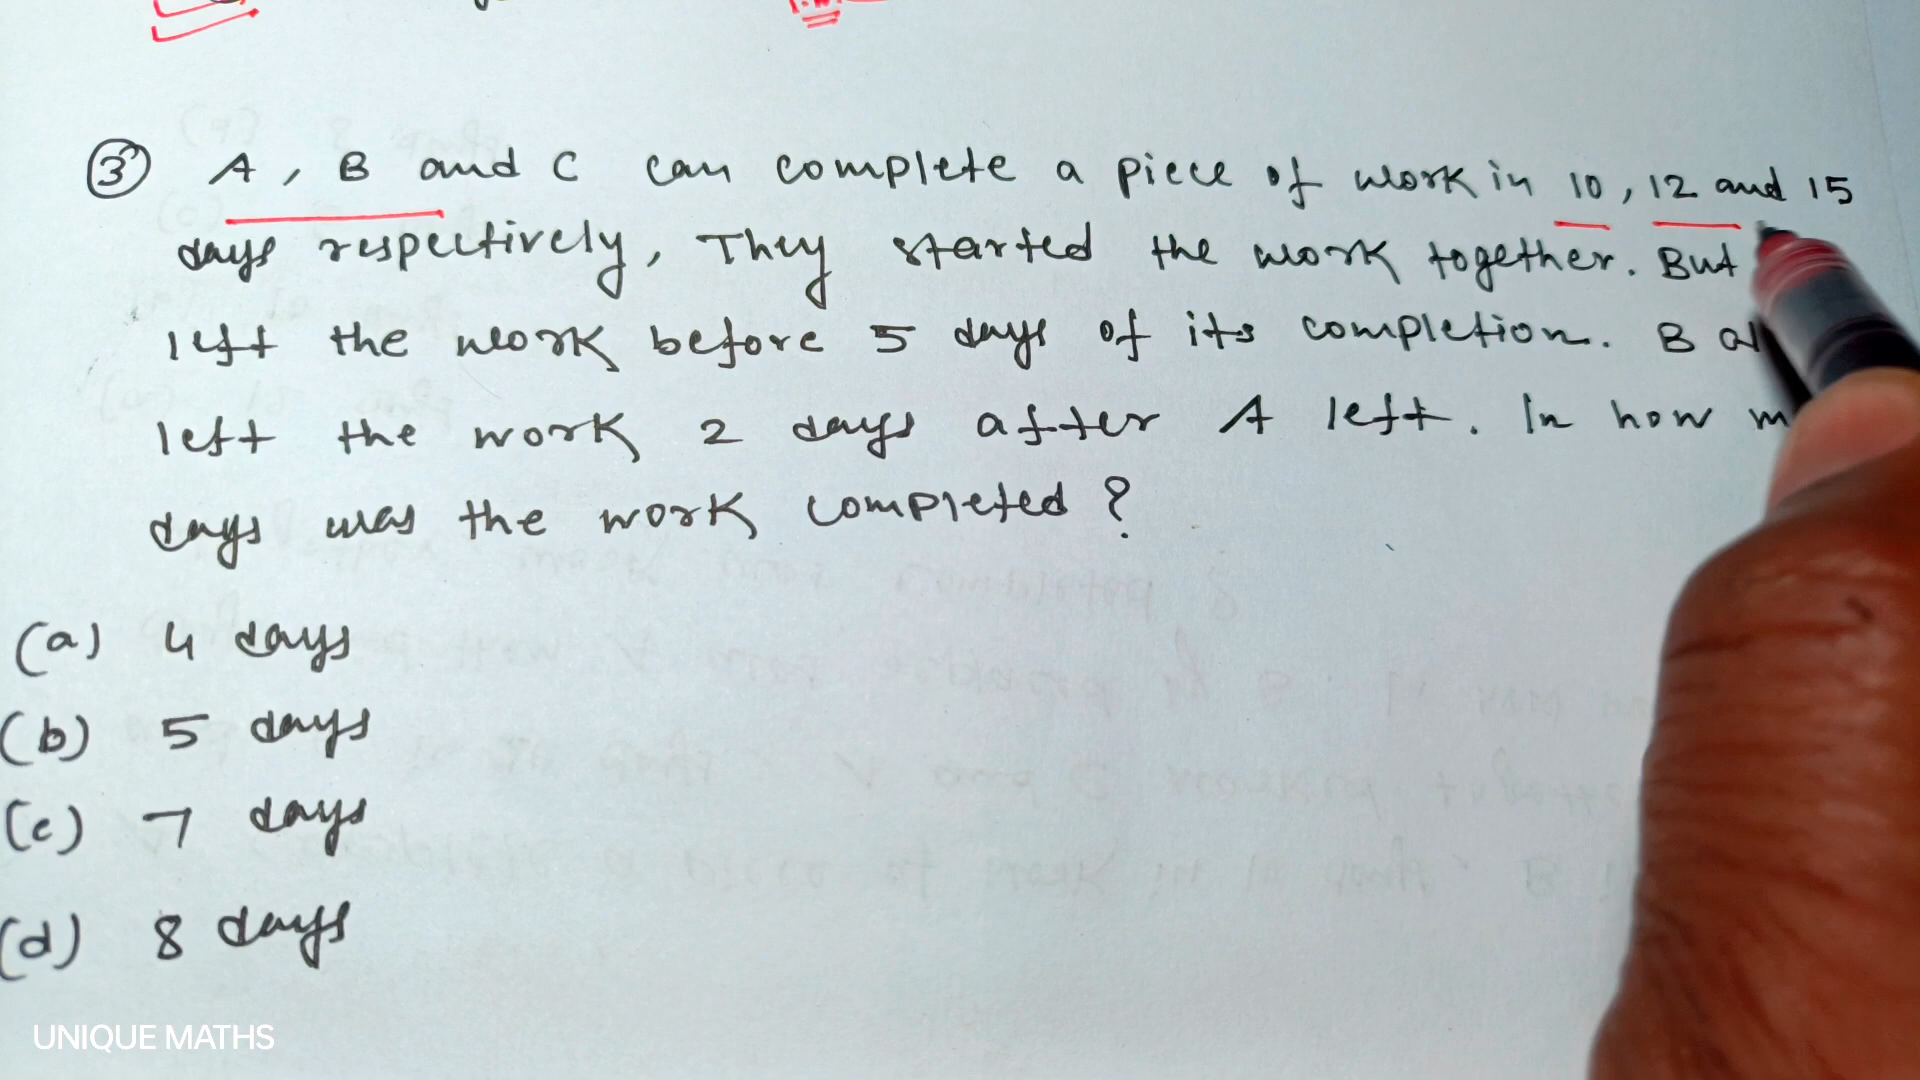 ③ A, B and C can complete a piece of work in 10, 12 and 15
days respectively, They started the work together. But
left the work before 5 days of its completion. B
left the work 2 days after A left. In how
days was the work completed?
(a) 4 days
(b) 5 days
(c) 7 days
(d) 8 days
UNIQUE MATHS